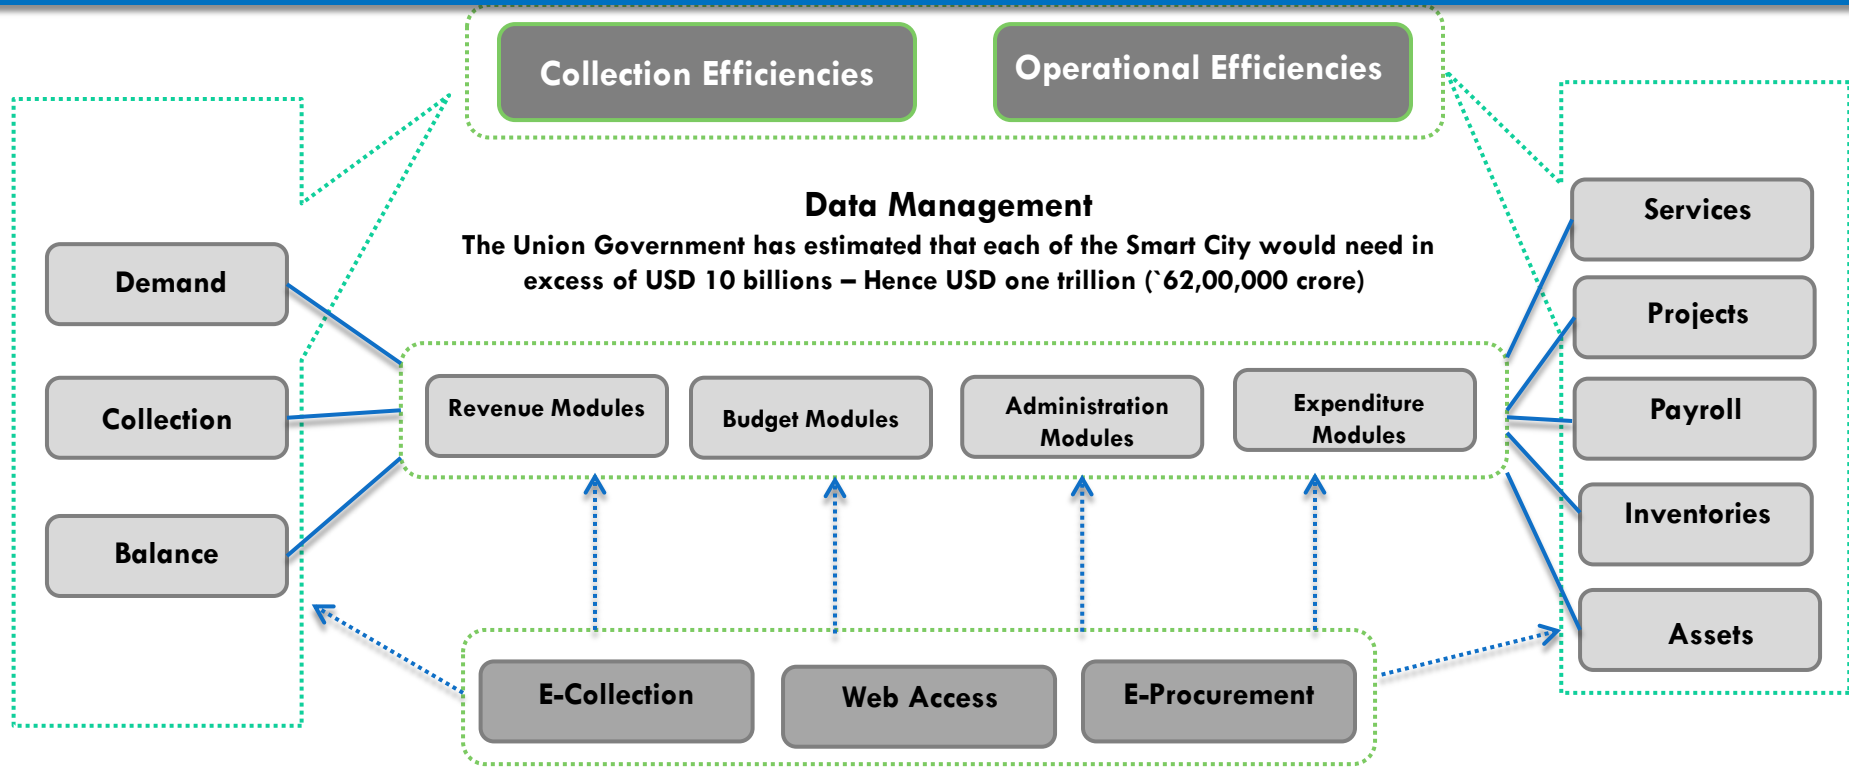 Collection Efficiencies
Operational Efficiencies
Data Management
The Union Government has estimated that each of the Smart City would need in
excess of USD 10 billions – Hence USD one trillion (`62,00,000 crore)
Demand
Collection
Balance
Revenue Modules
Budget Modules
Administration
Modules
Expenditure
Modules
Services
Projects
Payroll
Inventories
Assets
E-Collection
Web Access
E-Procurement